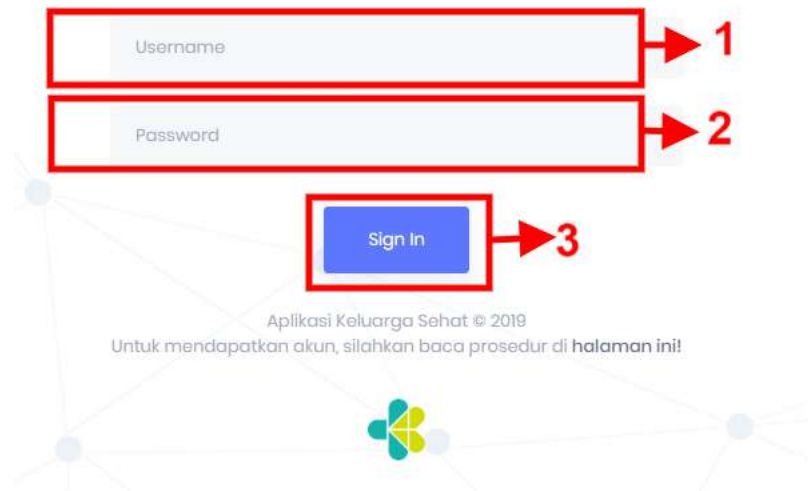 Username 1
Password 2
Sign In 3
Aplikasi Keluarga Sehat © 2019
Untuk mendapatkan akun, silahkan baca prosedur di halaman ini!